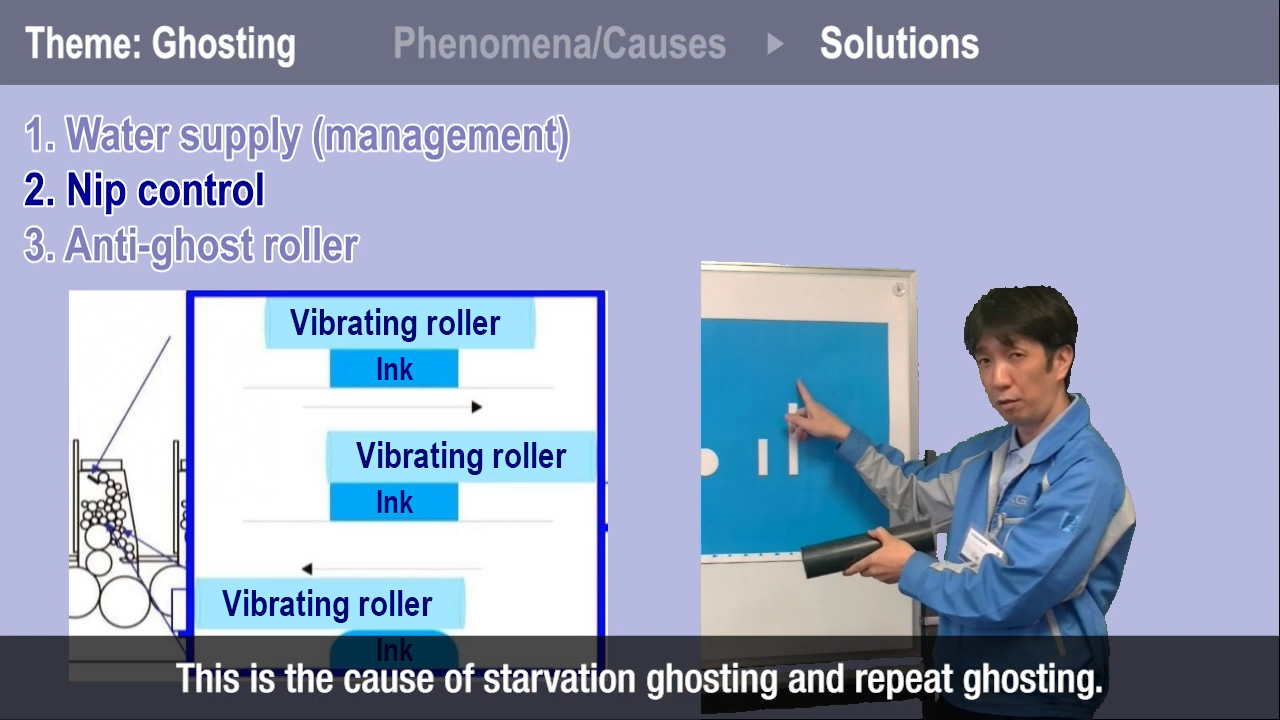 Theme: Ghosting
Phenomena/Causes
Solutions
1. Water supply (management)
2. Nip control
3. Anti-ghost roller
Vibrating roller
Ink
Vibrating roller
Ink
Vibrating roller
Ink
This is the cause of starvation ghosting and repeat ghosting.